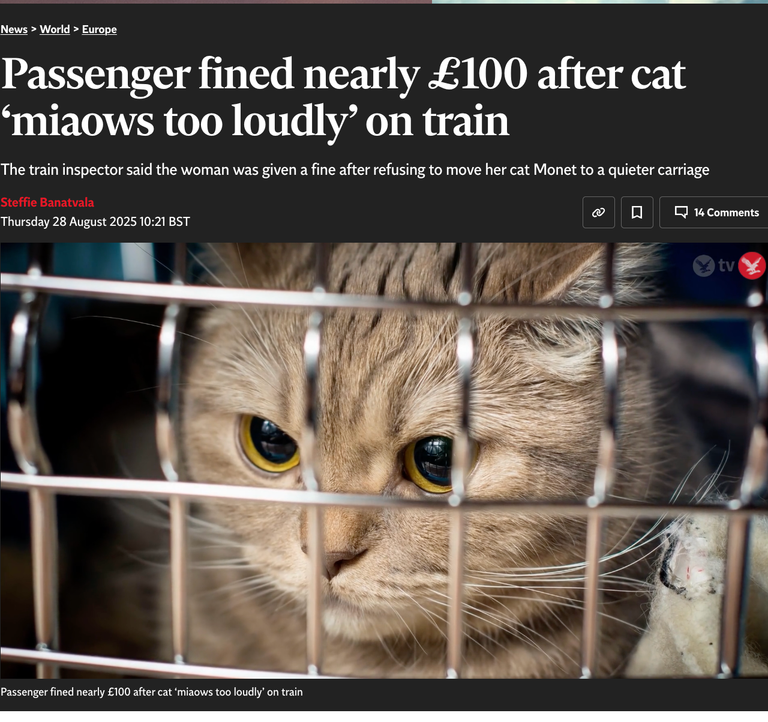 News > World > Europe
Passenger fined nearly £100 after cat
‘miaows too loudly’ on train
The train inspector said the woman was given a fine after refusing to move her cat Monet to a quieter carriage
Steffie Banatvala
Thursday 28 August 2025 10:21 BST
14 Comments
tv
Passenger fined nearly £100 after cat ‘miaows too loudly’ on train